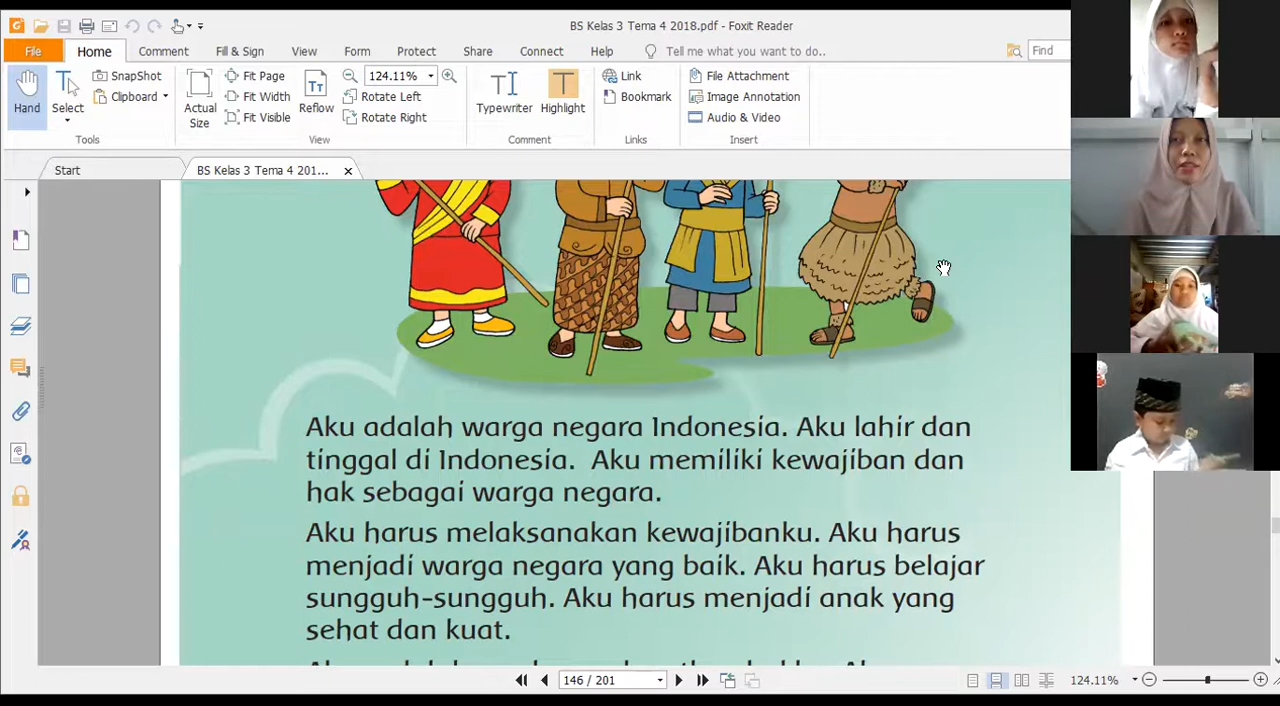 BS Kelas 3 Tema 4 2018.pdf - Foxit Reader
File Home Comment Fill & Sign View Form Protect Share Connect Help Tell me what you want to do.. Find
Hand
Select
SnapShot
Clipboard
Tools
Actual Size
Fit Page
Fit Width
Fit Visible
Reflow
124.11%
Rotate Left
Rotate Right
View
Typewriter
Highlight
Comment
Link
Bookmark
Links
File Attachment
Image Annotation
Audio & Video
Insert
Start
BS Kelas 3 Tema 4 201...
Aku adalah warga negara Indonesia. Aku lahir dan
tinggal di Indonesia. Aku memiliki kewajiban dan
hak sebagai warga negara.
Aku harus melaksanakan kewajibanku. Aku harus
menjadi warga negara yang baik. Aku harus belajar
sungguh-sungguh. Aku harus menjadi anak yang
sehat dan kuat.
146 / 201
124.11%